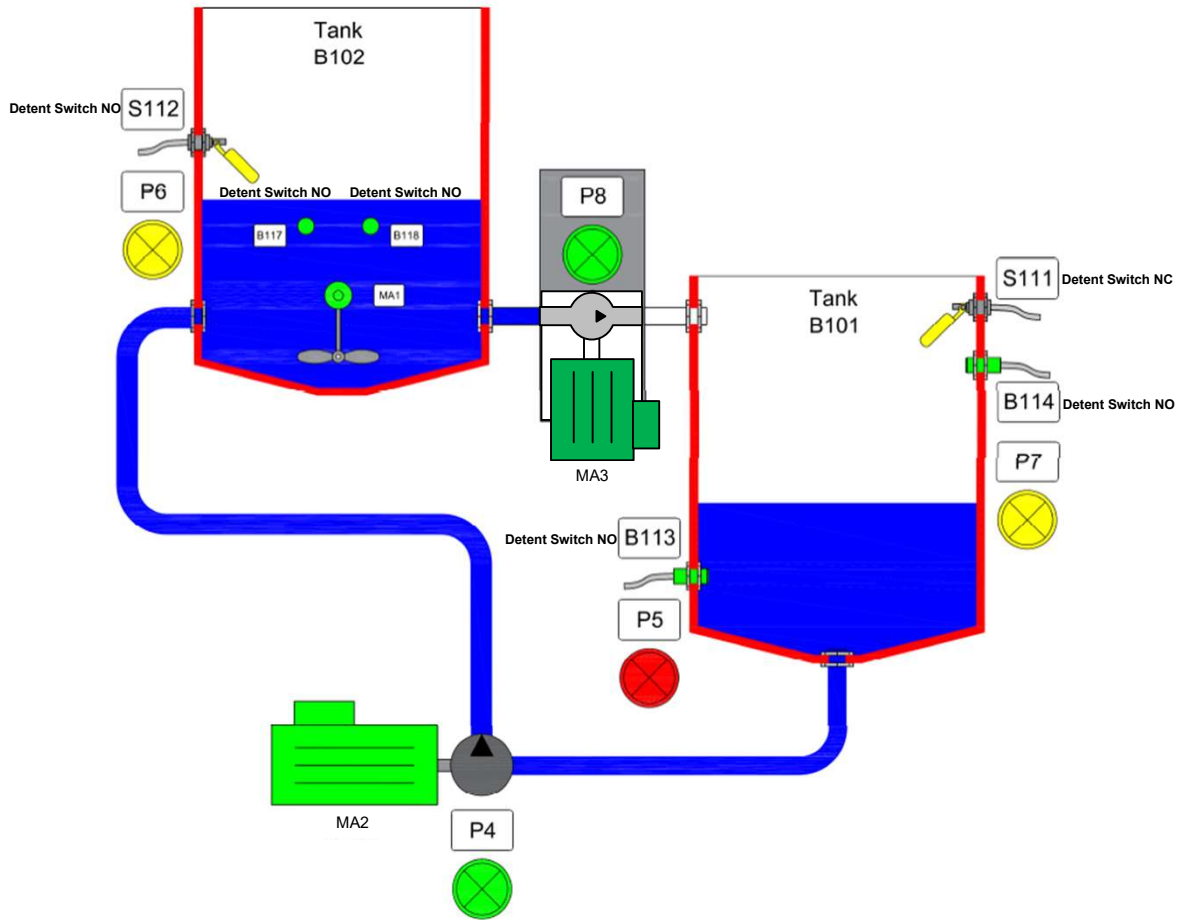 Tank
B102
Detent Switch NO
S112
P6
Detent Switch NO
Detent Switch NO
B117
B118
MA1
P8
MA3
Tank
B101
S111
Detent Switch NC
B114
Detent Switch NO
P7
Detent Switch NO
B113
P5
MA2
P4